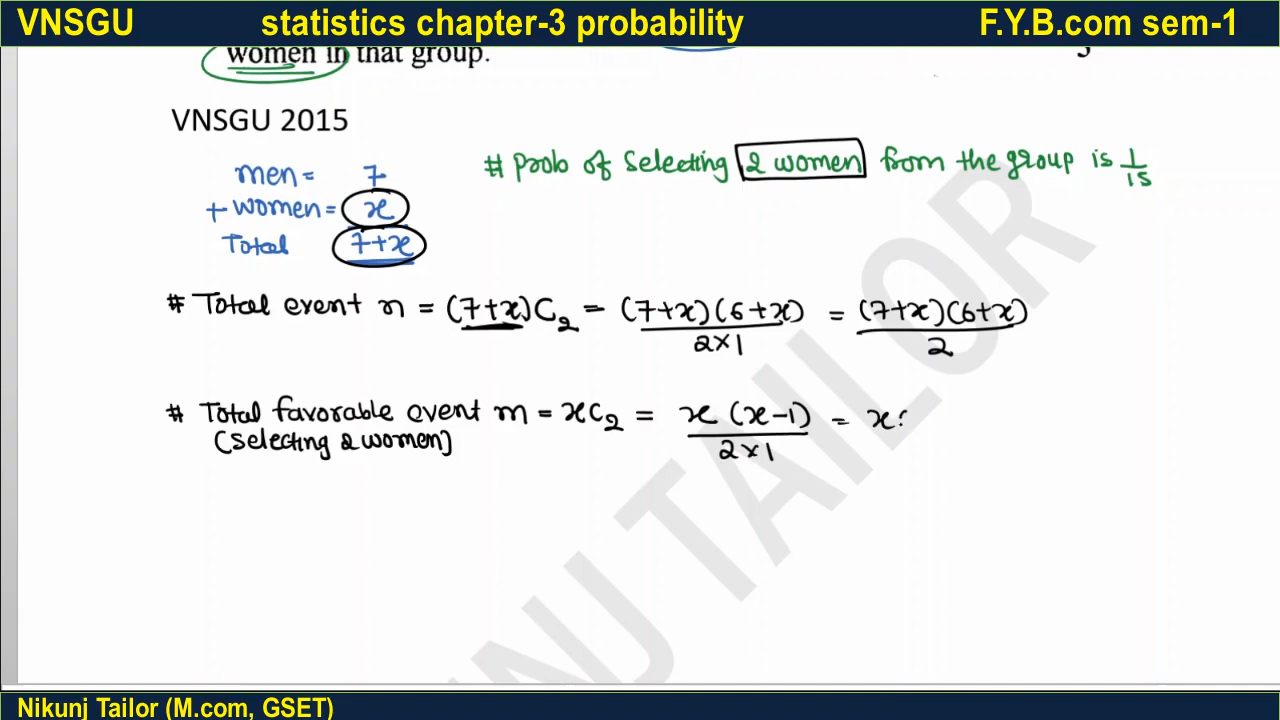 VNSGU statistics chapter-3 probability F.Y.B.com sem-1
women in that group.
VNSGU 2015
# Prob of Selecting 2 women from the group is 1/15
men = 7
+ women = x
Total 7+x
# Total event n = (7+x)C₂ = (7+x)(6+x)/2×1 = (7+x)(6+x)/2
# Total favorable event m = xC₂ = x(x-1)/2×1 = x
(Selecting 2 women)
NJ TAILOR
Nikunj Tailor (M.com, GSET)